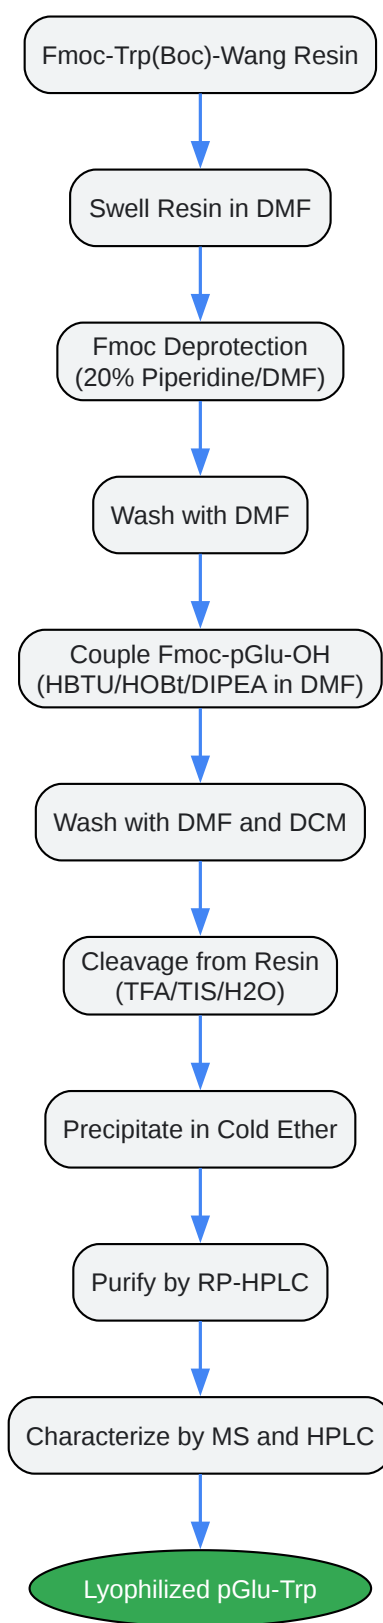 Fmoc-Trp(Boc)-Wang Resin
Swell Resin in DMF
Fmoc Deprotection
(20% Piperidine/DMF)
Wash with DMF
Couple Fmoc-pGlu-OH
(HBTU/HOBt/DIPEA in DMF)
Wash with DMF and DCM
Cleavage from Resin
(TFA/TIS/H2O)
Precipitate in Cold Ether
Purify by RP-HPLC
Characterize by MS and HPLC
Lyophilized pGlu-Trp